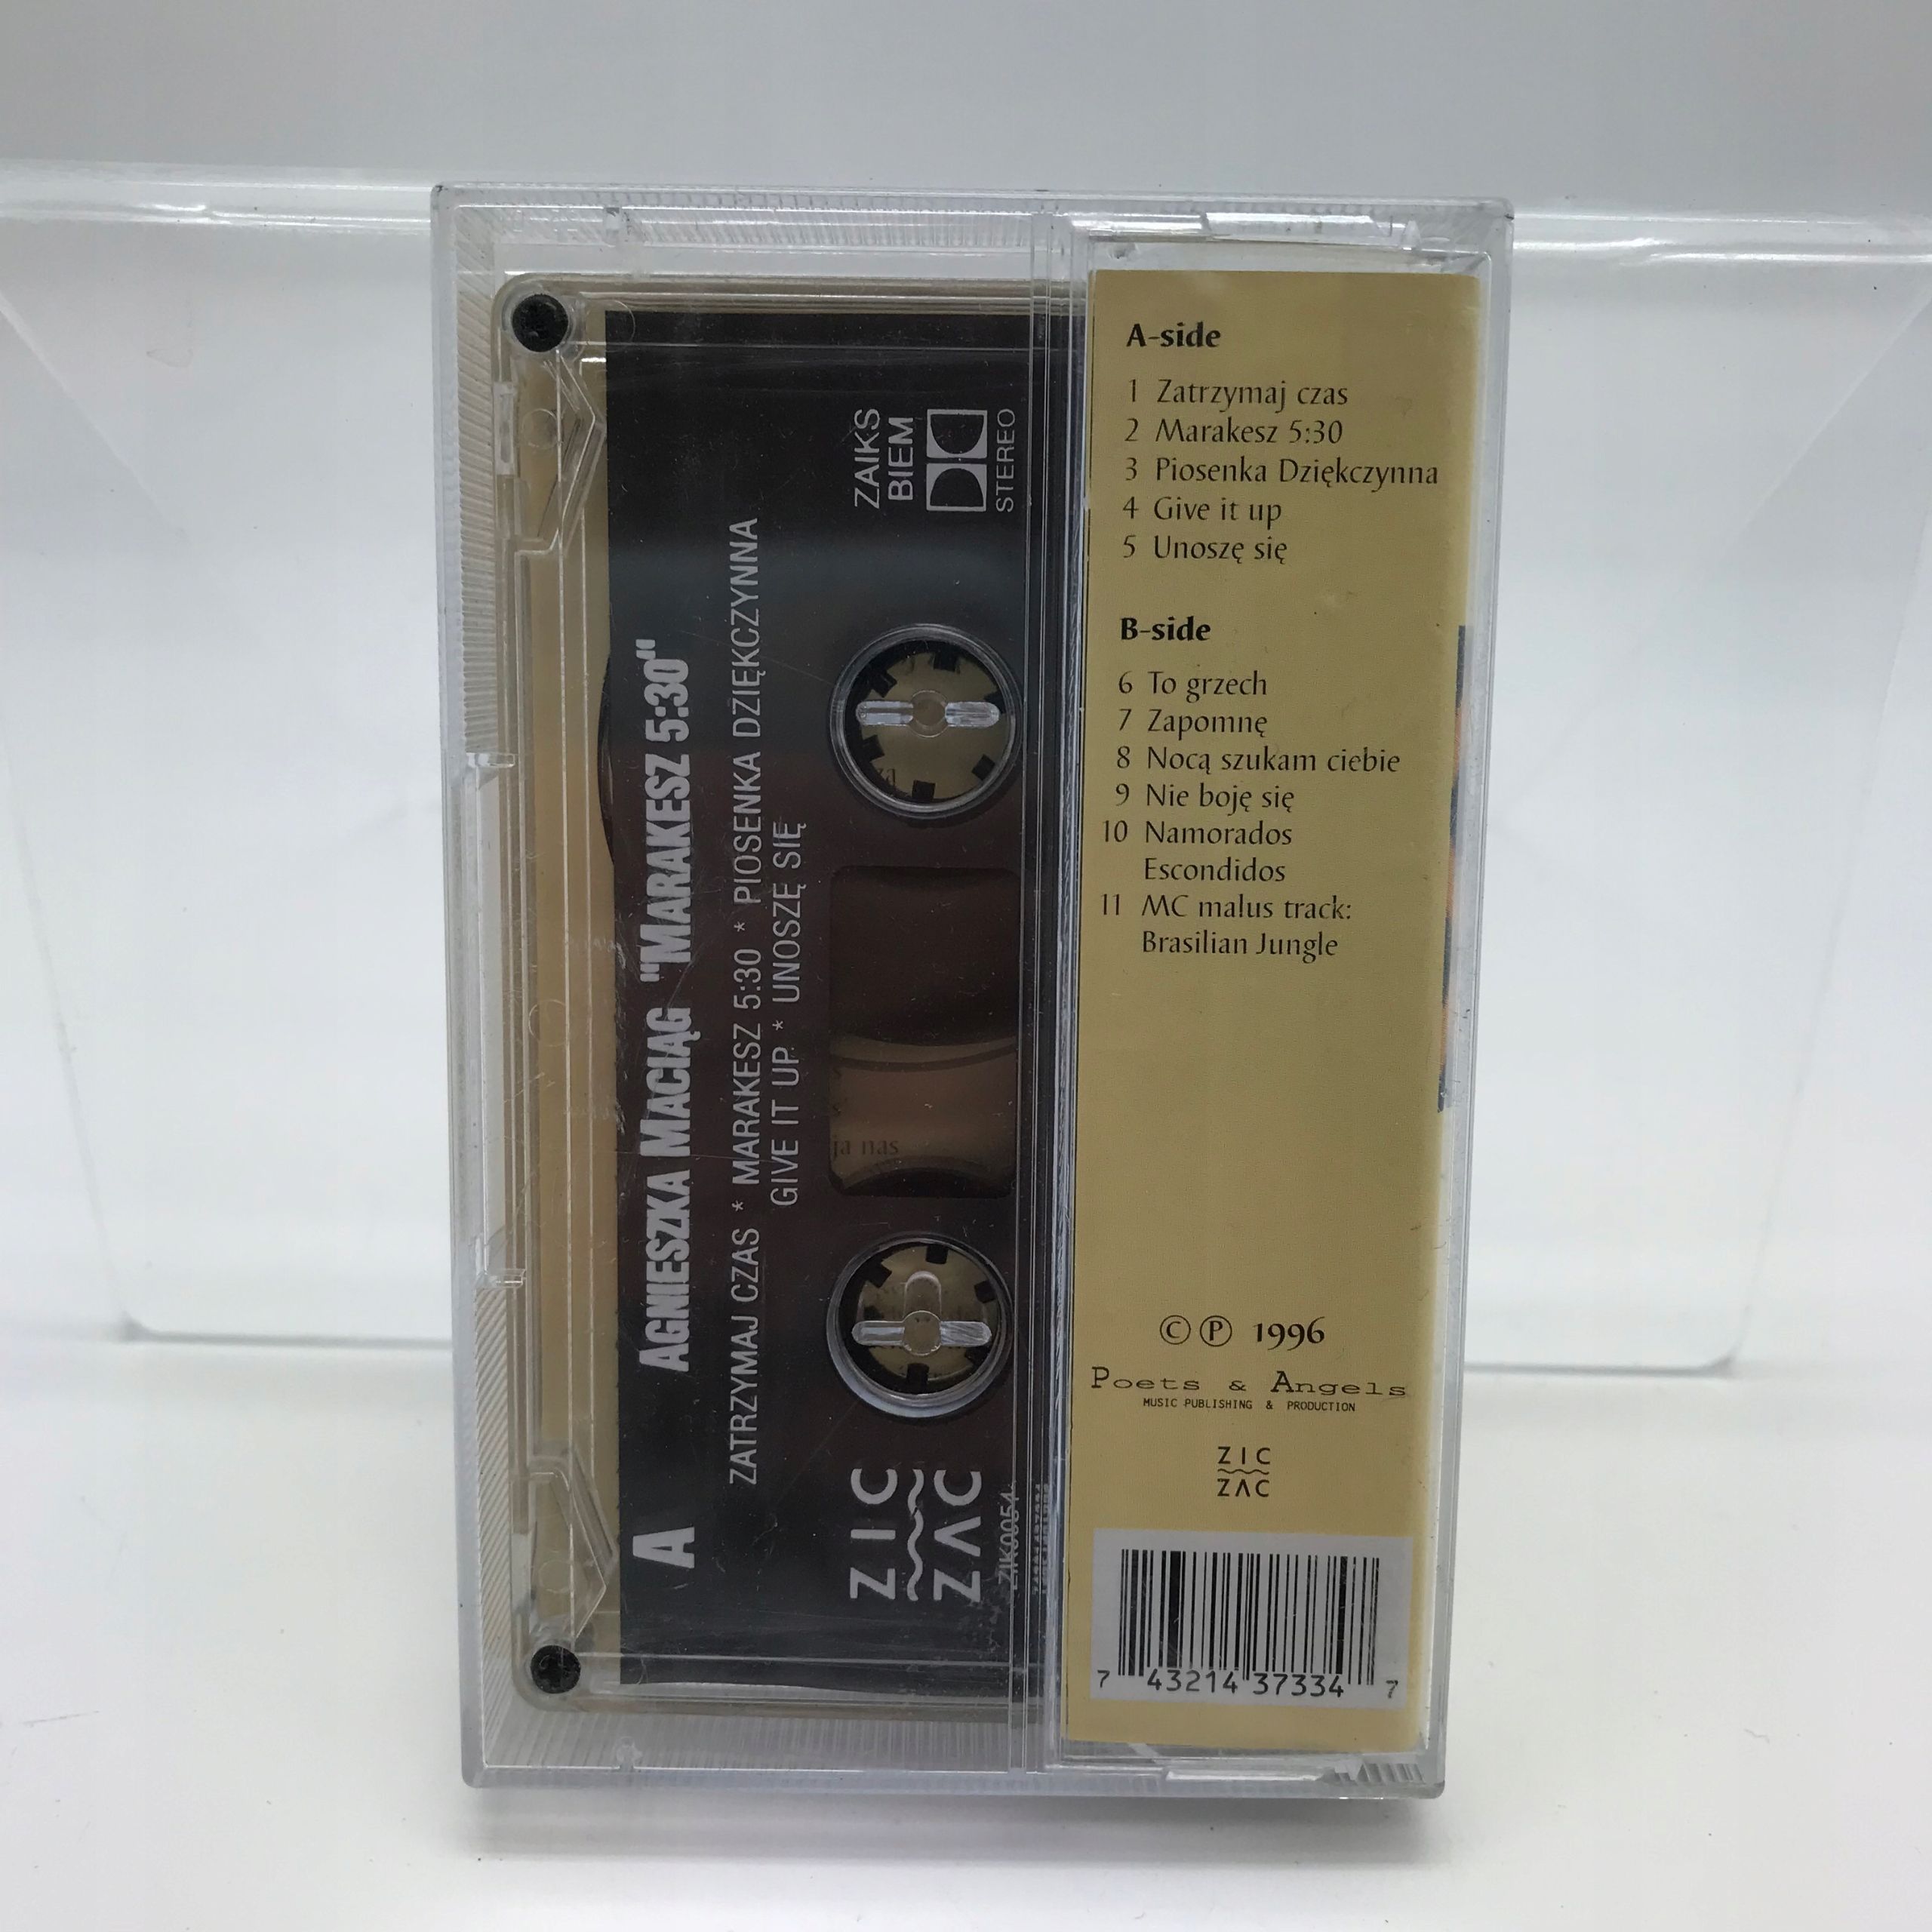 A
AGNIESZKA MACIĄG "MARAKESZ 5:30"
ZATRZYMAJ CZAS * MARAKESZ 5:30 * PIOSENKA DZIĘKCZYNNA
GIVE IT UP * UNOSZĘ SIĘ
ZAIKS
BIEM
STEREO
ja nas
ZIC
ZAC
ZIK0054
A-side
1 Zatrzymaj czas
2 Marakesz 5:30
3 Piosenka Dziękczynna
4 Give it up
5 Unoszę się
B-side
6 To grzech
7 Zapomnę
8 Nocą szukam ciebie
9 Nie boję się
10 Namorados
Escondidos
11 MC malus track:
Brasilian Jungle
© ℗ 1996
Poets & Angels
MUSIC PUBLISHING & PRODUCTION
ZIC
ZAC
7 43214 37334 7